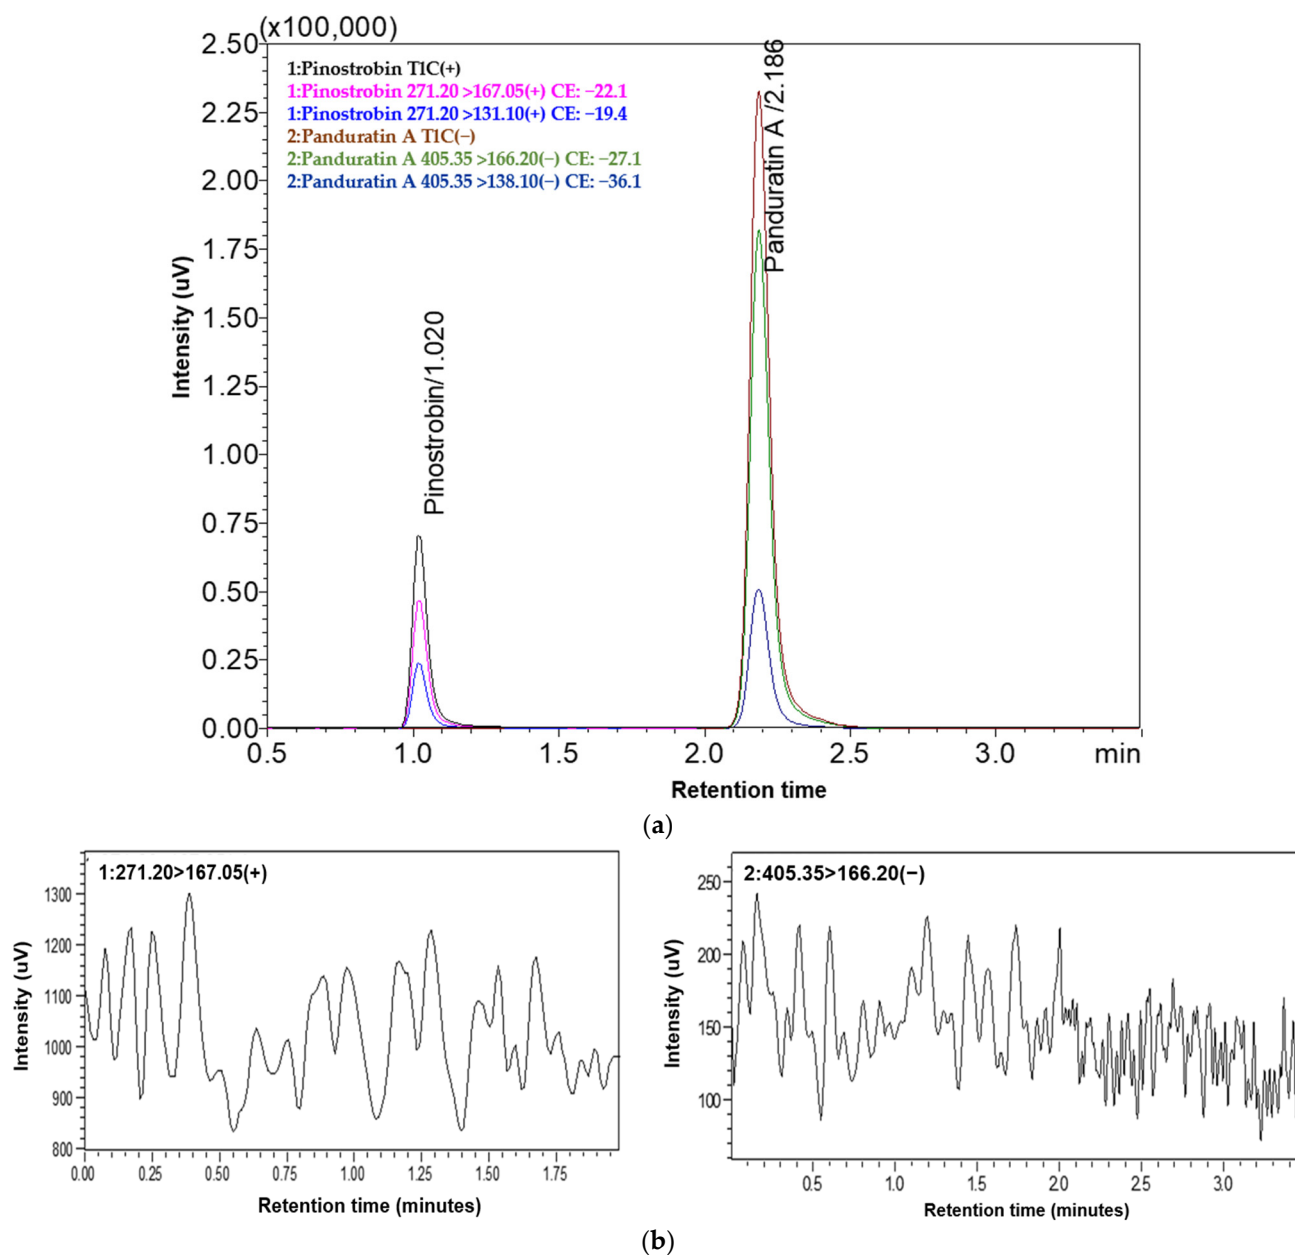 (x100,000)
2.50
2.25
2.00
1.75
1.50
1.25
1.00
0.75
0.50
0.25
0.00
Intensity (uV)
1:Pinostrobin T1C(+)
1:Pinostrobin 271.20 >167.05(+) CE: −22.1
1:Pinostrobin 271.20 >131.10(+) CE: −19.4
2:Panduratin A T1C(−)
2:Panduratin A 405.35 >166.20(−) CE: −27.1
2:Panduratin A 405.35 >138.10(−) CE: −36.1
Pinostrobin/1.020
Panduratin A /2.186
0.5 1.0 1.5 2.0 2.5 3.0 min
Retention time
(a)
1:271.20>167.05(+)
1300
1200
1100
1000
900
800
Intensity (uV)
0.00 0.25 0.50 0.75 1.00 1.25 1.50 1.75
Retention time (minutes)
2:405.35>166.20(−)
250
200
150
100
Intensity (uV)
0.5 1.0 1.5 2.0 2.5 3.0
Retention time (minutes)
(b)